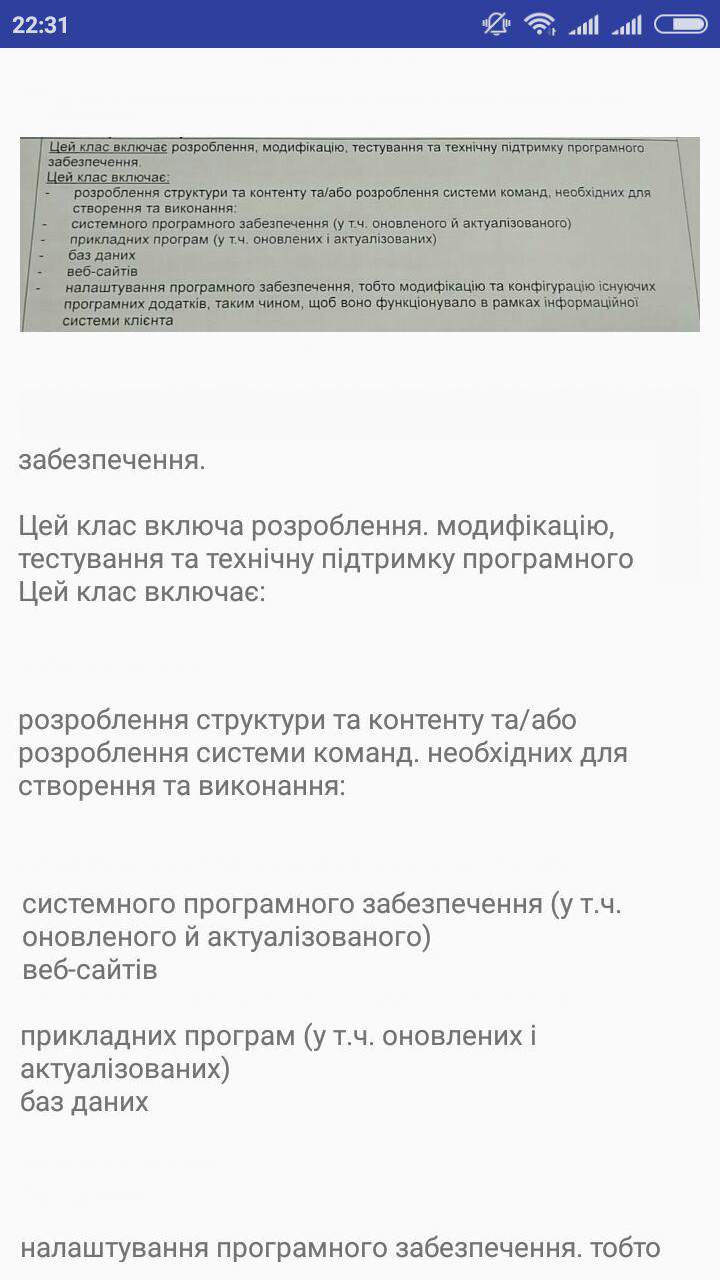 22:31
Цей клас включає розроблення, модифікацію, тестування та технічну підтримку програмного
забезпечення.
Цей клас включає:
- розроблення структури та контенту та/або розроблення системи команд, необхідних для
створення та виконання:
- системного програмного забезпечення (у т.ч. оновленого й актуалізованого)
- прикладних програм (у т.ч. оновлених і актуалізованих)
- баз даних
- веб-сайтів
- налаштування програмного забезпечення, тобто модифікацію та конфігурацію існуючих
програмних додатків, таким чином, щоб воно функціонувало в рамках інформаційної
системи клієнта
забезпечення.
Цей клас включа розроблення. модифікацію,
тестування та технічну підтримку програмного
Цей клас включає:
розроблення структури та контенту та/або
розроблення системи команд. необхідних для
створення та виконання:
системного програмного забезпечення (у т.ч.
оновленого й актуалізованого)
веб-сайтів
прикладних програм (у т.ч. оновлених і
актуалізованих)
баз даних
налаштування програмного забезпечення. тобто